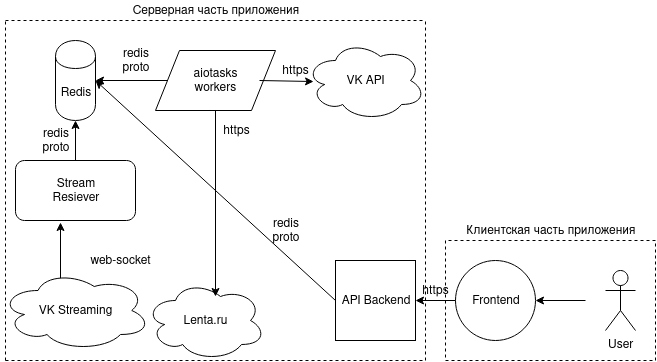 Серверная часть приложения
redis
proto
aiotasks
workers
https
VK API
Redis
https
redis
proto
Stream
Resiever
redis
proto
Клиентская часть приложения
web-socket
https
API Backend
Frontend
VK Streaming
Lenta.ru
User